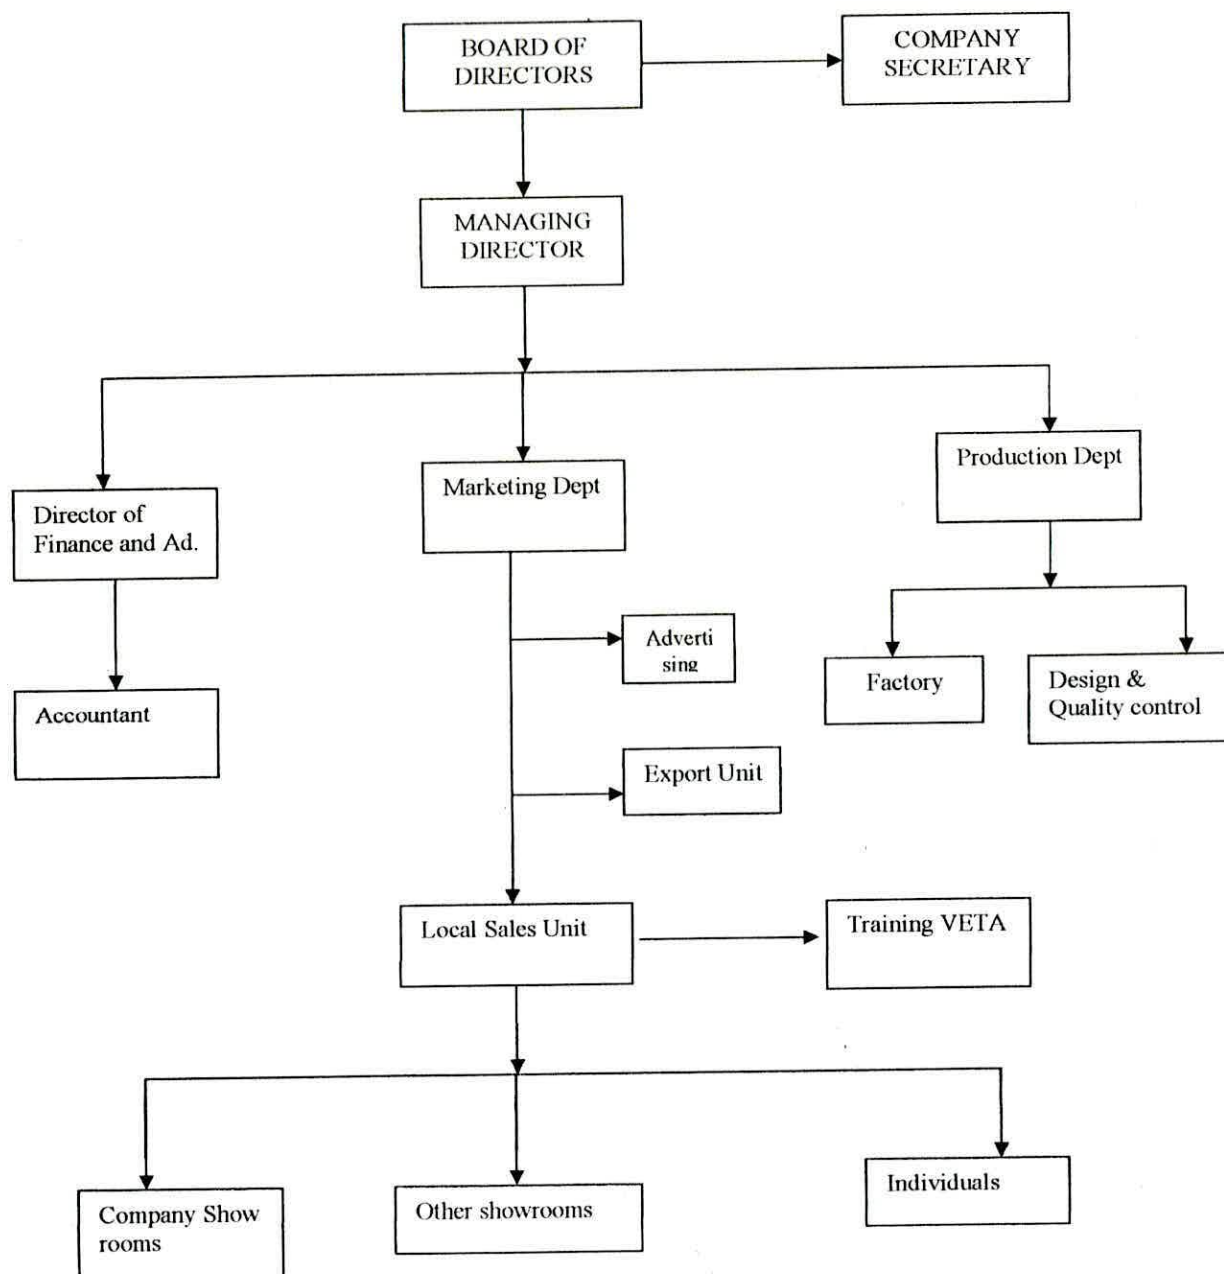 BOARD OF
DIRECTORS
COMPANY
SECRETARY
MANAGING
DIRECTOR
Director of
Finance and Ad.
Marketing Dept
Production Dept
Accountant
Adverti
sing
Factory
Design &
Quality control
Export Unit
Local Sales Unit
Training VETA
Company Show
rooms
Other showrooms
Individuals